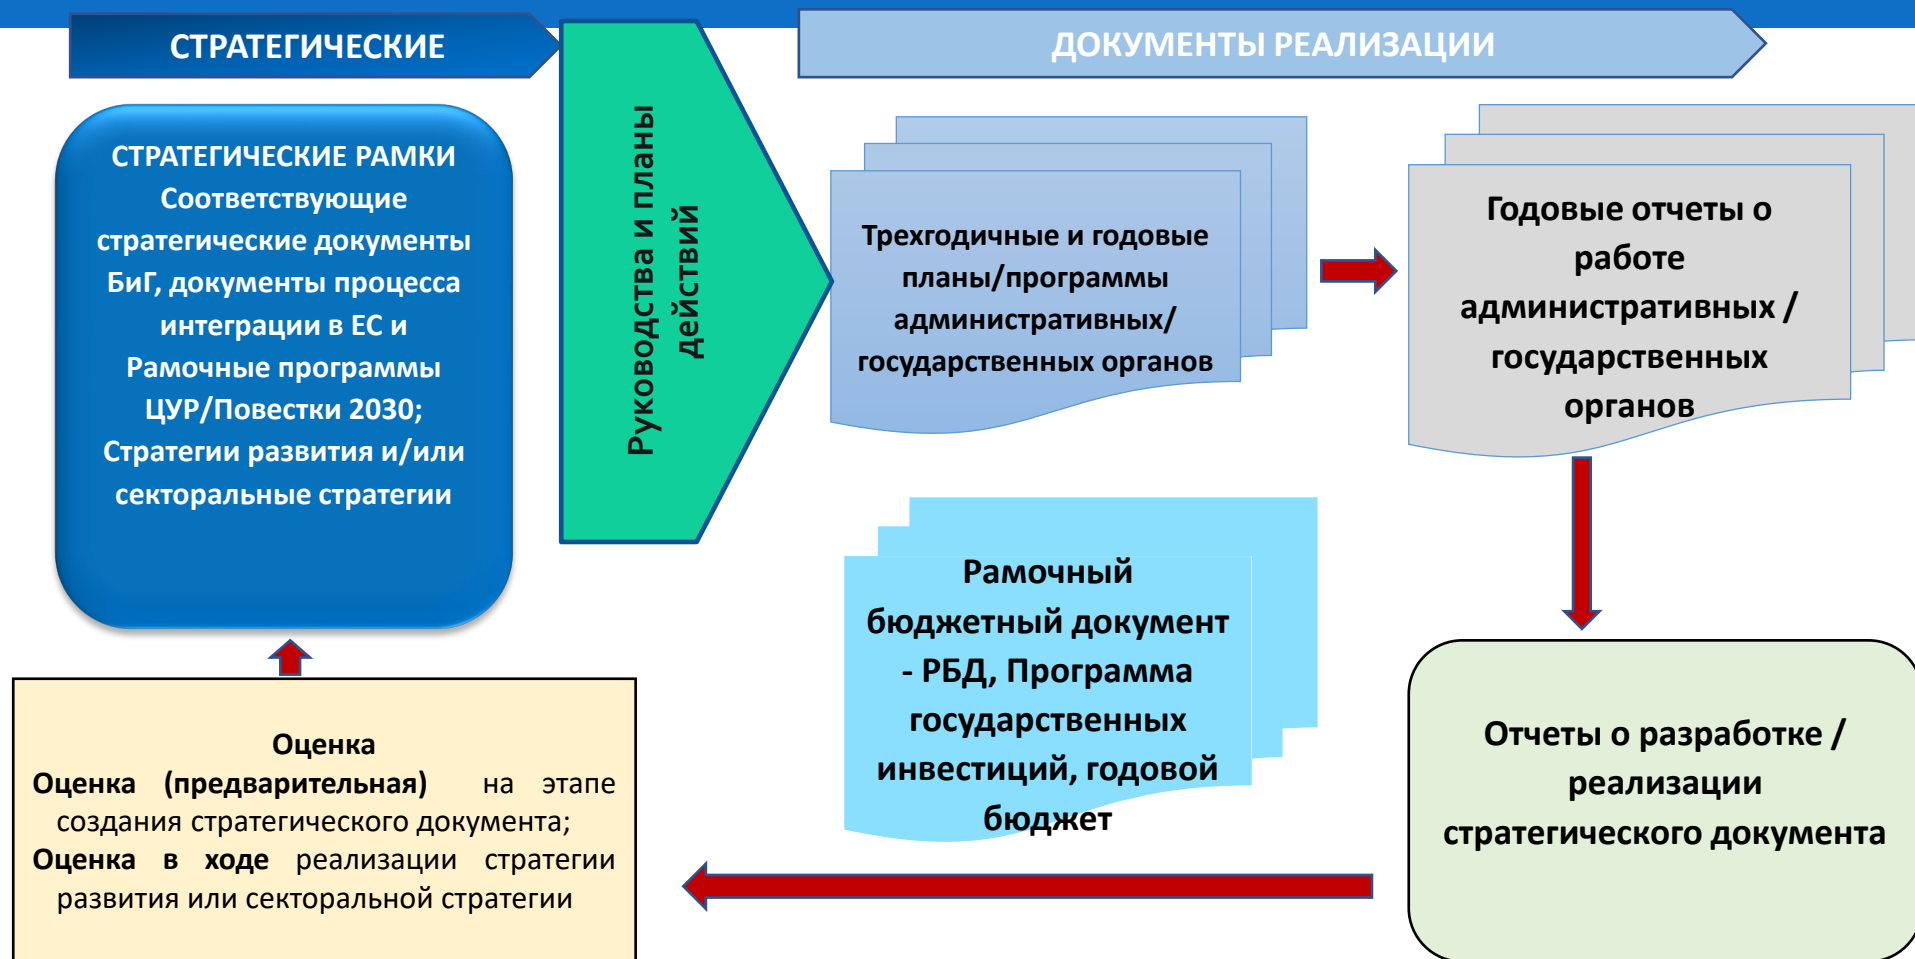 СТРАТЕГИЧЕСКИЕ
ДОКУМЕНТЫ РЕАЛИЗАЦИИ
СТРАТЕГИЧЕСКИЕ РАМКИ
Соответствующие
стратегические документы
БиГ, документы процесса
интеграции в ЕС и
Рамочные программы
ЦУР/Повестки 2030;
Стратегии развития и/или
секторальные стратегии
Руководства и планы
действий
Трехгодичные и годовые
планы/программы
административных/
государственных органов
Годовые отчеты о
работе
административных /
государственных
органов
Рамочный
бюджетный документ
- РБД, Программа
государственных
инвестиций, годовой
бюджет
Отчеты о разработке /
реализации
стратегического документа
Оценка
Оценка (предварительная) на этапе
создания стратегического документа;
Оценка в ходе реализации стратегии
развития или секторальной стратегии